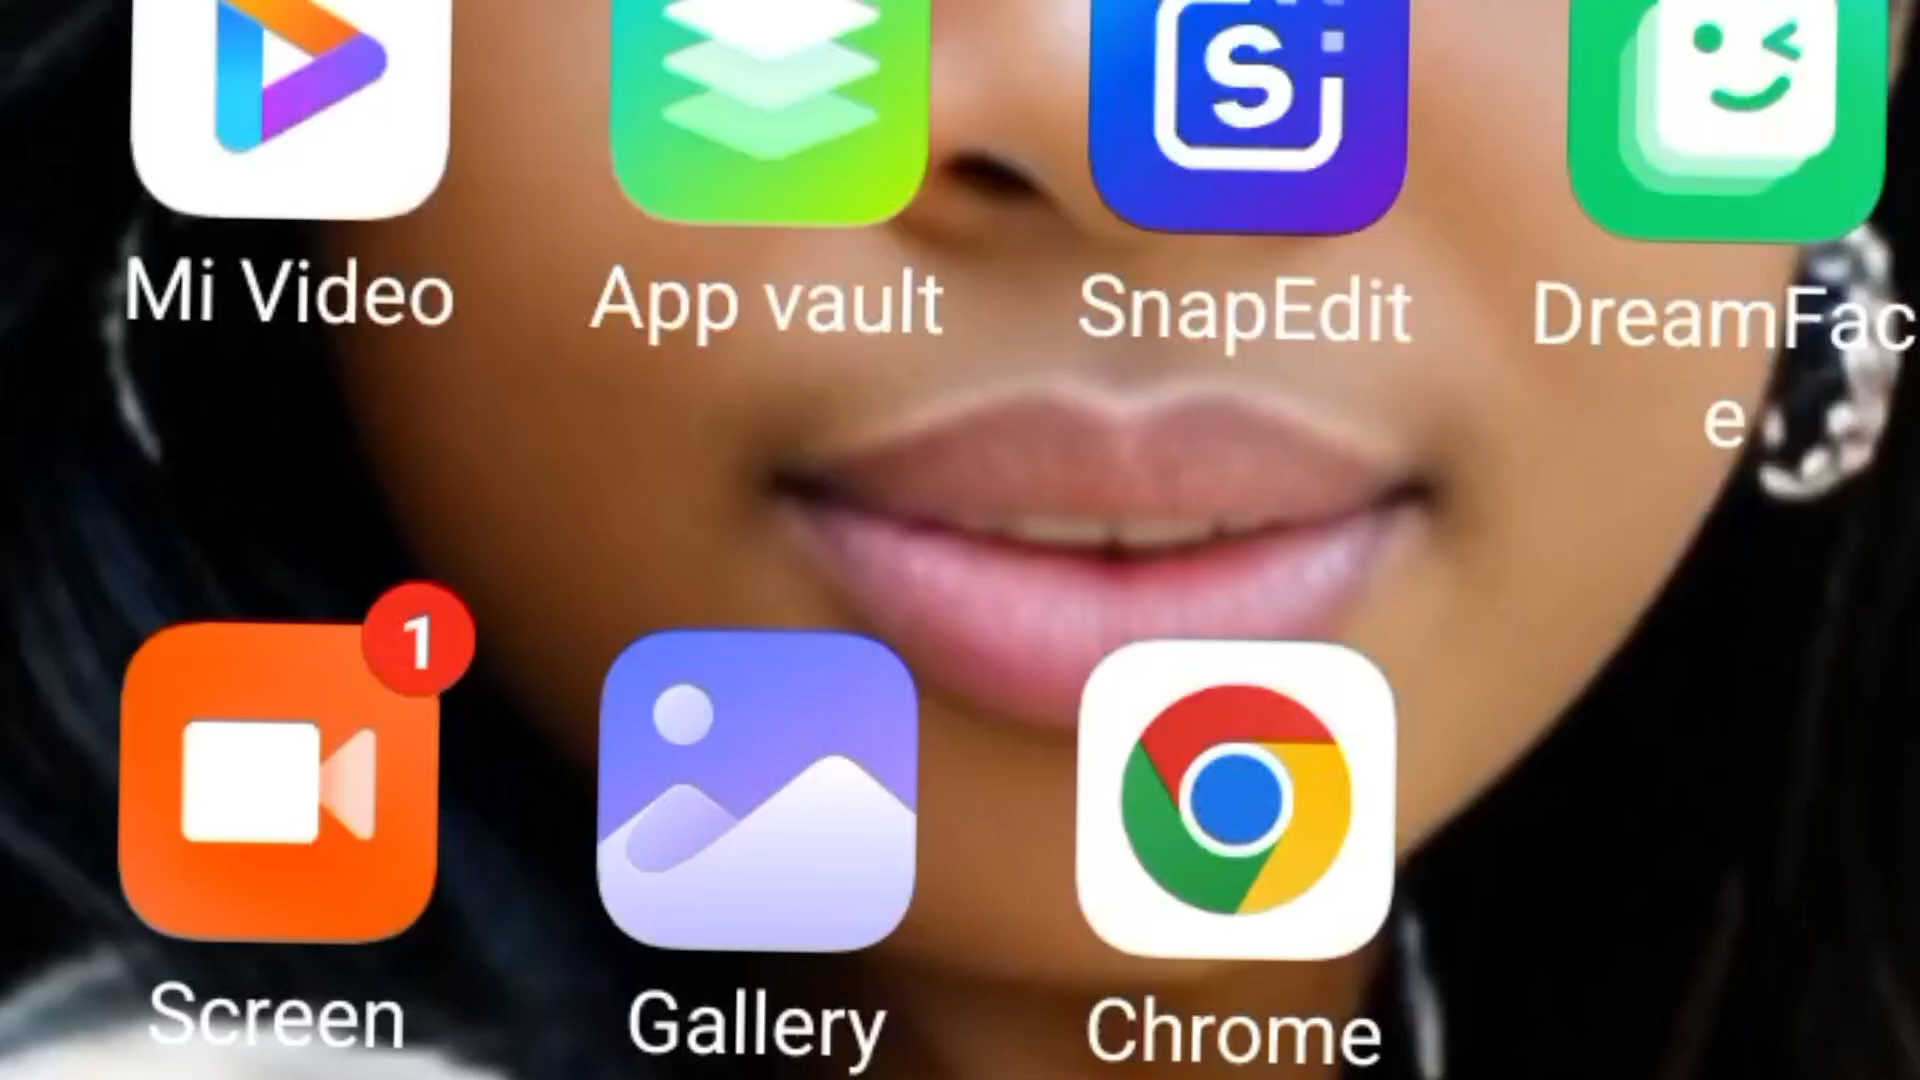 S
Mi Video
App vault
SnapEdit
DreamFac
e
1
Screen
Gallery
Chrome